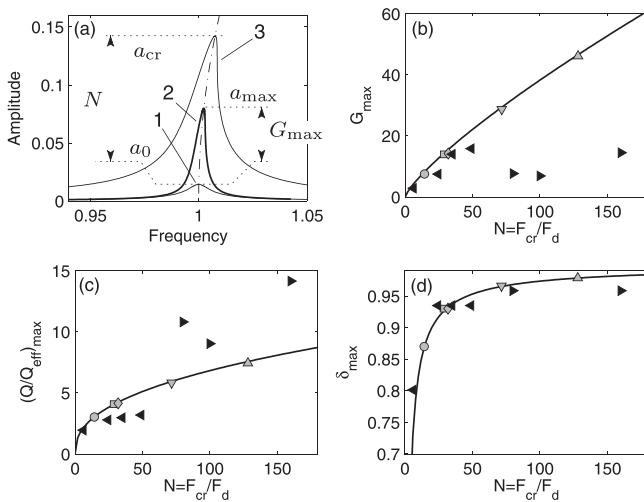 (a)
Amplitude
0.15
0.1
0.05
0
a_cr
N
1
2
3
a_max
a_0
G_max
0.95
1
1.05
Frequency
(b)
G_max
60
40
20
0
0
50
100
150
N=F_cr/F_d
(c)
(Q/Q_eff)_max
15
10
5
0
0
50
100
150
N=F_cr/F_d
(d)
δ_max
0.95
0.9
0.85
0.8
0.75
0.7
0
50
100
150
N=F_cr/F_d